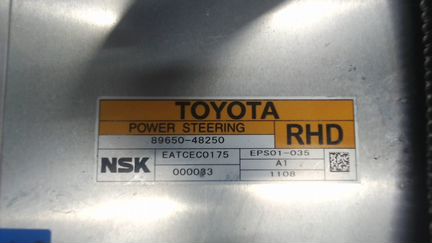 TOYOTA
POWER STEERING
RHD
89650-48250
NSK
EATCEC0175
EPS01-035
000033
A1
1108